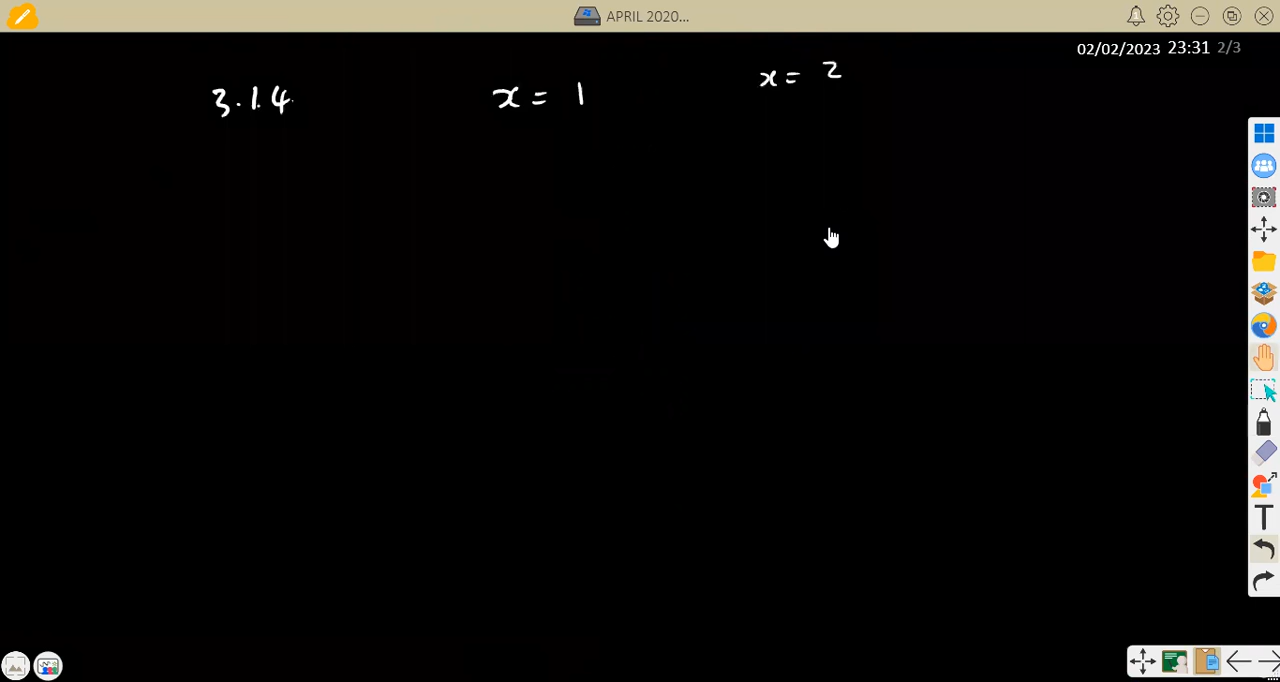 APRIL 2020...
02/02/2023 23:31 2/3
3.1.4 x = 1 x = 2
T